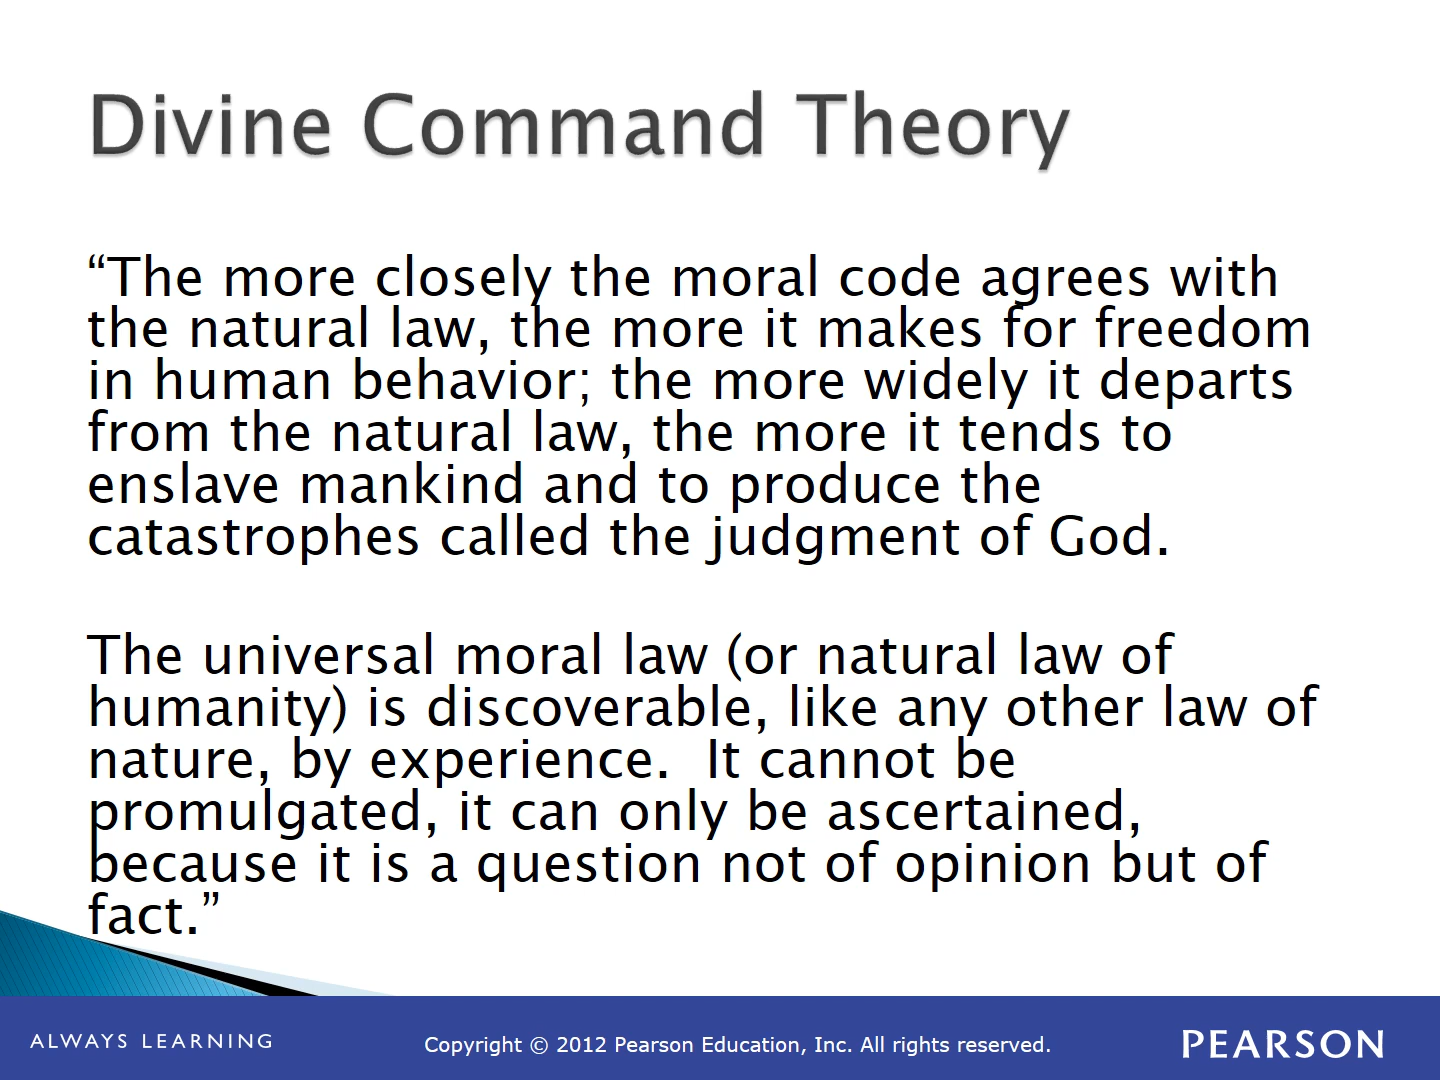 Divine Command Theory
“The more closely the moral code agrees with
the natural law, the more it makes for freedom
in human behavior; the more widely it departs
from the natural law, the more it tends to
enslave mankind and to produce the
catastrophes called the judgment of God.
The universal moral law (or natural law of
humanity) is discoverable, like any other law of
nature, by experience.  It cannot be
promulgated, it can only be ascertained,
because it is a question not of opinion but of
fact.”
ALWAYS LEARNING
Copyright © 2012 Pearson Education, Inc. All rights reserved.
PEARSON